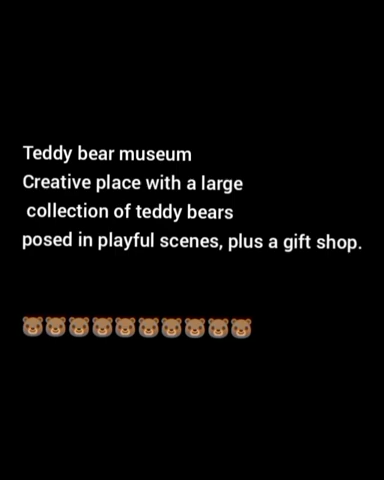 Teddy bear museum
Creative place with a large
collection of teddy bears
posed in playful scenes, plus a gift shop.
🐻🐻🐻🐻🐻🐻🐻🐻🐻🐻